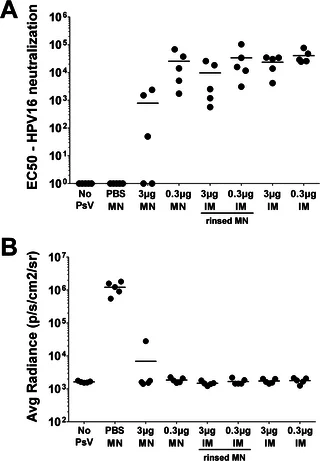 A
EC50 - HPV16 neutralization
10⁶
10⁵
10⁴
10³
10²
10¹
10⁰
No PBS 3µg 0.3µg 3µg 0.3µg 3µg 0.3µg
PsV MN MN MN IM IM IM IM
rinsed MN
B
Avg Radiance (p/s/cm2/sr)
10⁷
10⁶
10⁵
10⁴
10³
10²
No PBS 3µg 0.3µg 3µg 0.3µg 3µg 0.3µg
PsV MN MN MN IM IM IM IM
rinsed MN